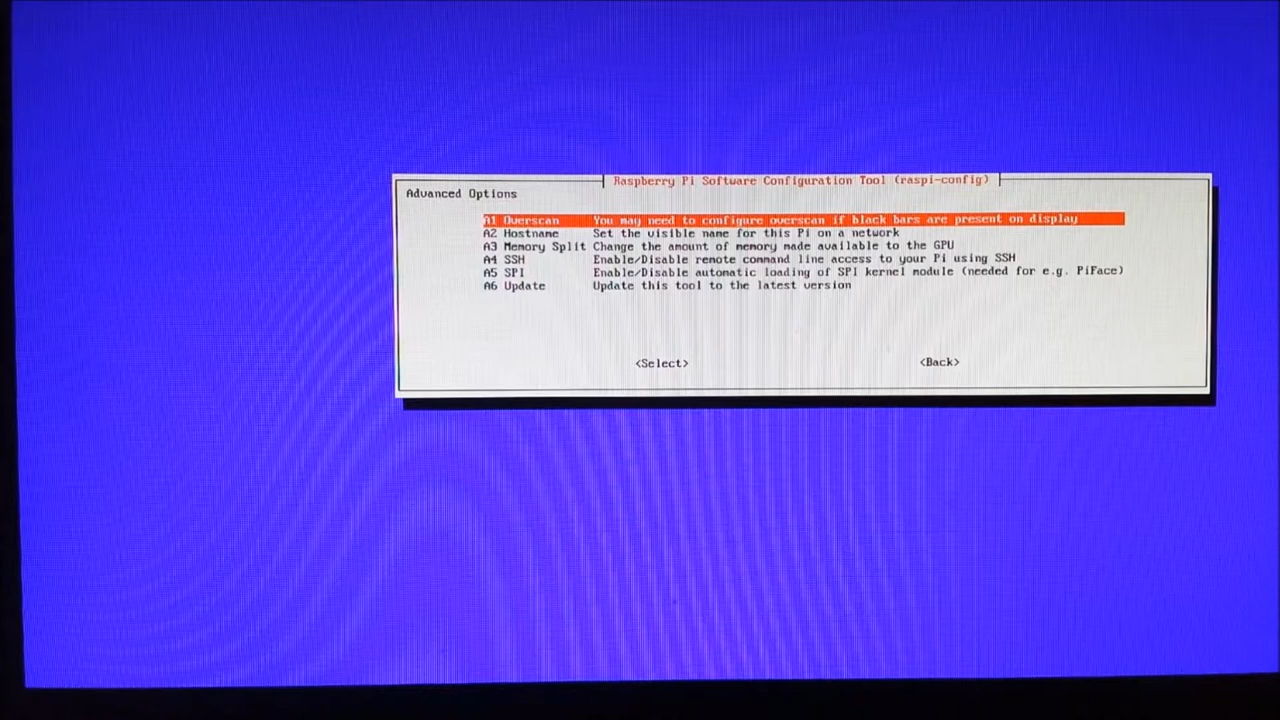 Raspberry Pi Software Configuration Tool (raspi-config)
Advanced Options
A1 Overscan You may need to configure overscan if black bars are present on display
A2 Hostname Set the visible name for this Pi on a network
A3 Memory Split Change the amount of memory made available to the GPU
A4 SSH Enable/Disable remote command line access to your Pi using SSH
A5 SPI Enable/Disable automatic loading of SPI kernel module (needed for e.g. PiFace)
A6 Update Update this tool to the latest version
<Select> <Back>